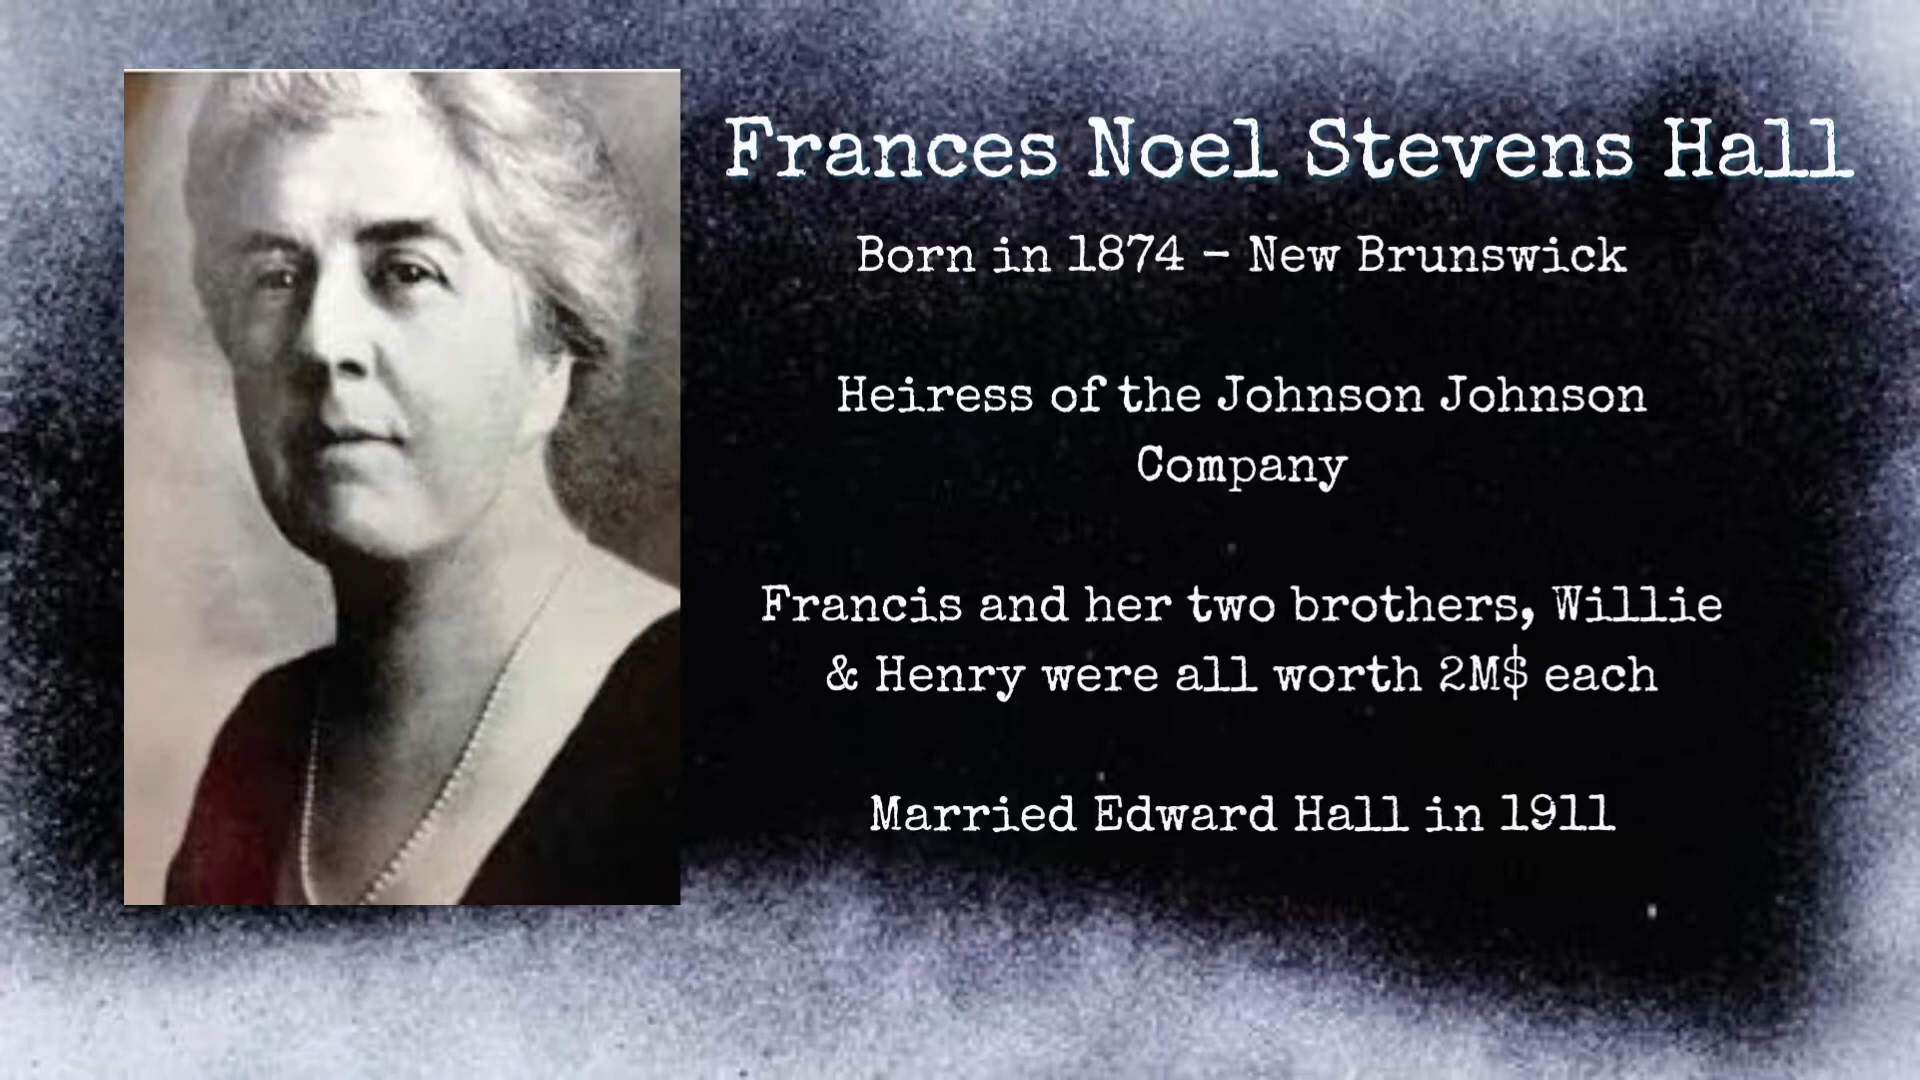 Frances Noel Stevens Hall
Born in 1874 - New Brunswick
Heiress of the Johnson Johnson
Company
Francis and her two brothers, Willie
& Henry were all worth 2M$ each
Married Edward Hall in 1911